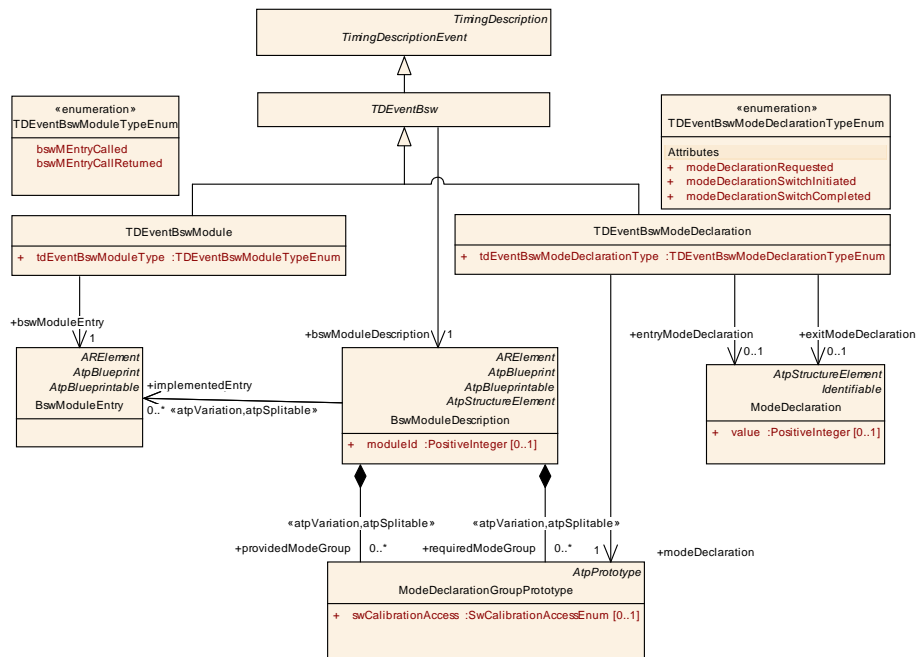 TimingDescription
TimingDescriptionEvent
«enumeration»
TDEventBswModuleTypeEnum
bswMEntryCalled
bswMEntryCallReturned
TDEventBsw
«enumeration»
TDEventBswModeDeclarationTypeEnum
Attributes
+ modeDeclarationRequested
+ modeDeclarationSwitchInitiated
+ modeDeclarationSwitchCompleted
TDEventBswModule
+ tdEventBswModuleType :TDEventBswModuleTypeEnum
TDEventBswModeDeclaration
+ tdEventBswModeDeclarationType :TDEventBswModeDeclarationTypeEnum
+bswModuleEntry
1
+bswModuleDescription
1
+entryModeDeclaration
0..1
+exitModeDeclaration
0..1
ARElement
AtpBlueprint
AtpBlueprintable
BswModuleEntry
+implementedEntry
0..* «atpVariation,atpSplitable»
ARElement
AtpBlueprint
AtpBlueprintable
AtpStructureElement
BswModuleDescription
+ moduleId :PositiveInteger [0..1]
AtpStructureElement
Identifiable
ModeDeclaration
+ value :PositiveInteger [0..1]
«atpVariation,atpSplitable»
+providedModeGroup
0..*
«atpVariation,atpSplitable»
+requiredModeGroup
0..*
1
+modeDeclaration
AtpPrototype
ModeDeclarationGroupPrototype
+ swCalibrationAccess :SwCalibrationAccessEnum [0..1]